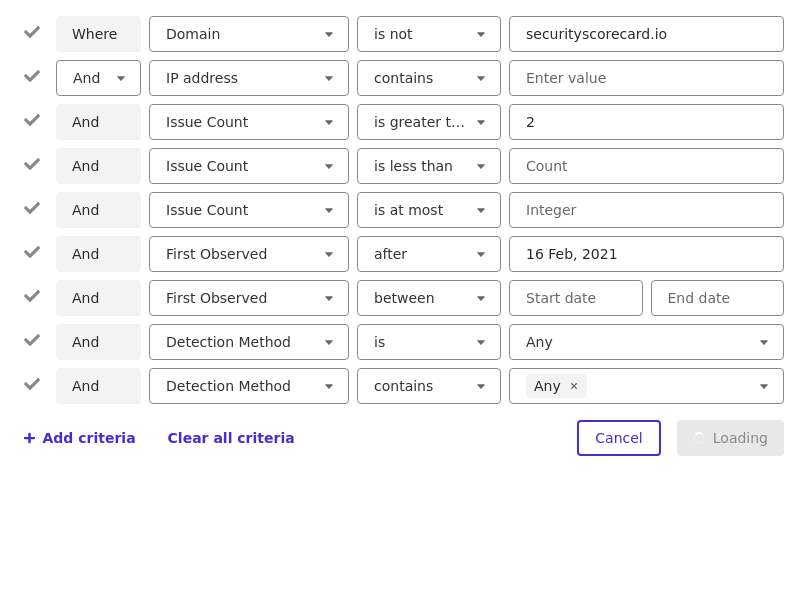 Where Domain is not securityscorecard.io
And IP address contains Enter value
And Issue Count is greater t... 2
And Issue Count is less than Count
And Issue Count is at most Integer
And First Observed after 16 Feb, 2021
And First Observed between Start date End date
And Detection Method is Any
And Detection Method contains Any ×
+ Add criteria Clear all criteria Cancel Loading